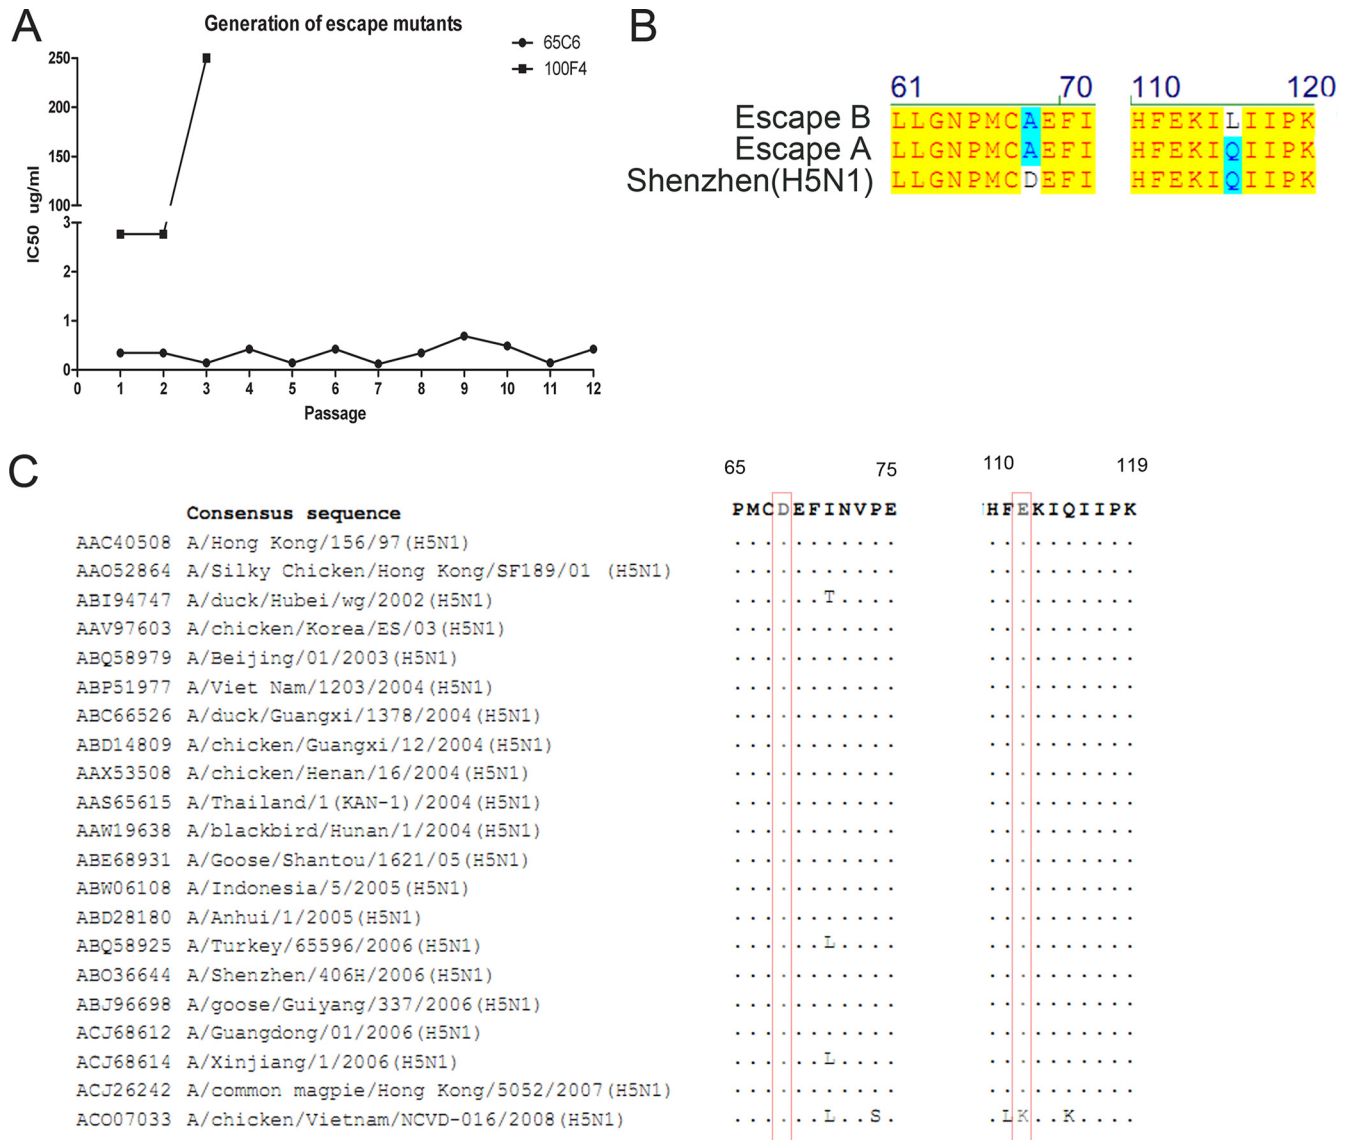 A
Generation of escape mutants
65C6
100F4
250
200
150
100
3
2
1
0
IC50 ug/ml
0 1 2 3 4 5 6 7 8 9 10 11 12
Passage
B
61 70 110 120
Escape B LLGNPMCAEFI HFEKILIIPK
Escape A LLGNPMCAEFI HFEKIQIIPK
Shenzhen(H5N1) LLGNPMCDEFI HFEKIQIIPK
C
65 75 110 119
Consensus sequence PMCDEFINVPE HFEKIQIIPK
AAC40508 A/Hong Kong/156/97(H5N1) ........... ..........
AAO52864 A/Silky Chicken/Hong Kong/SF189/01 (H5N1) ........... ..........
ABI94747 A/duck/Hubei/wg/2002(H5N1) ......T.... ..........
AAV97603 A/chicken/Korea/ES/03(H5N1) ........... ..........
ABQ58979 A/Beijing/01/2003(H5N1) ........... ..........
ABP51977 A/Viet Nam/1203/2004(H5N1) ........... ..........
ABC66526 A/duck/Guangxi/1378/2004(H5N1) ........... ..........
ABD14809 A/chicken/Guangxi/12/2004(H5N1) ........... ..........
AAX53508 A/chicken/Henan/16/2004(H5N1) ........... ..........
AAS65615 A/Thailand/1(KAN-1)/2004(H5N1) ........... ..........
AAW19638 A/blackbird/Hunan/1/2004(H5N1) ........... ..........
ABE68931 A/Goose/Shantou/1621/05(H5N1) ........... ..........
ABW06108 A/Indonesia/5/2005(H5N1) ........... ..........
ABD28180 A/Anhui/1/2005(H5N1) ........... ..........
ABQ58925 A/Turkey/65596/2006(H5N1) ......L.... ..........
ABO36644 A/Shenzhen/406H/2006(H5N1) ........... ..........
ABJ96698 A/goose/Guiyang/337/2006(H5N1) ........... ..........
ACJ68612 A/Guangdong/01/2006(H5N1) ........... ..........
ACJ68614 A/Xinjiang/1/2006(H5N1) ......L.... ..........
ACJ26242 A/common magpie/Hong Kong/5052/2007(H5N1) ........... ..........
ACO07033 A/chicken/Vietnam/NCVD-016/2008(H5N1) ......L..S. .LK..K....